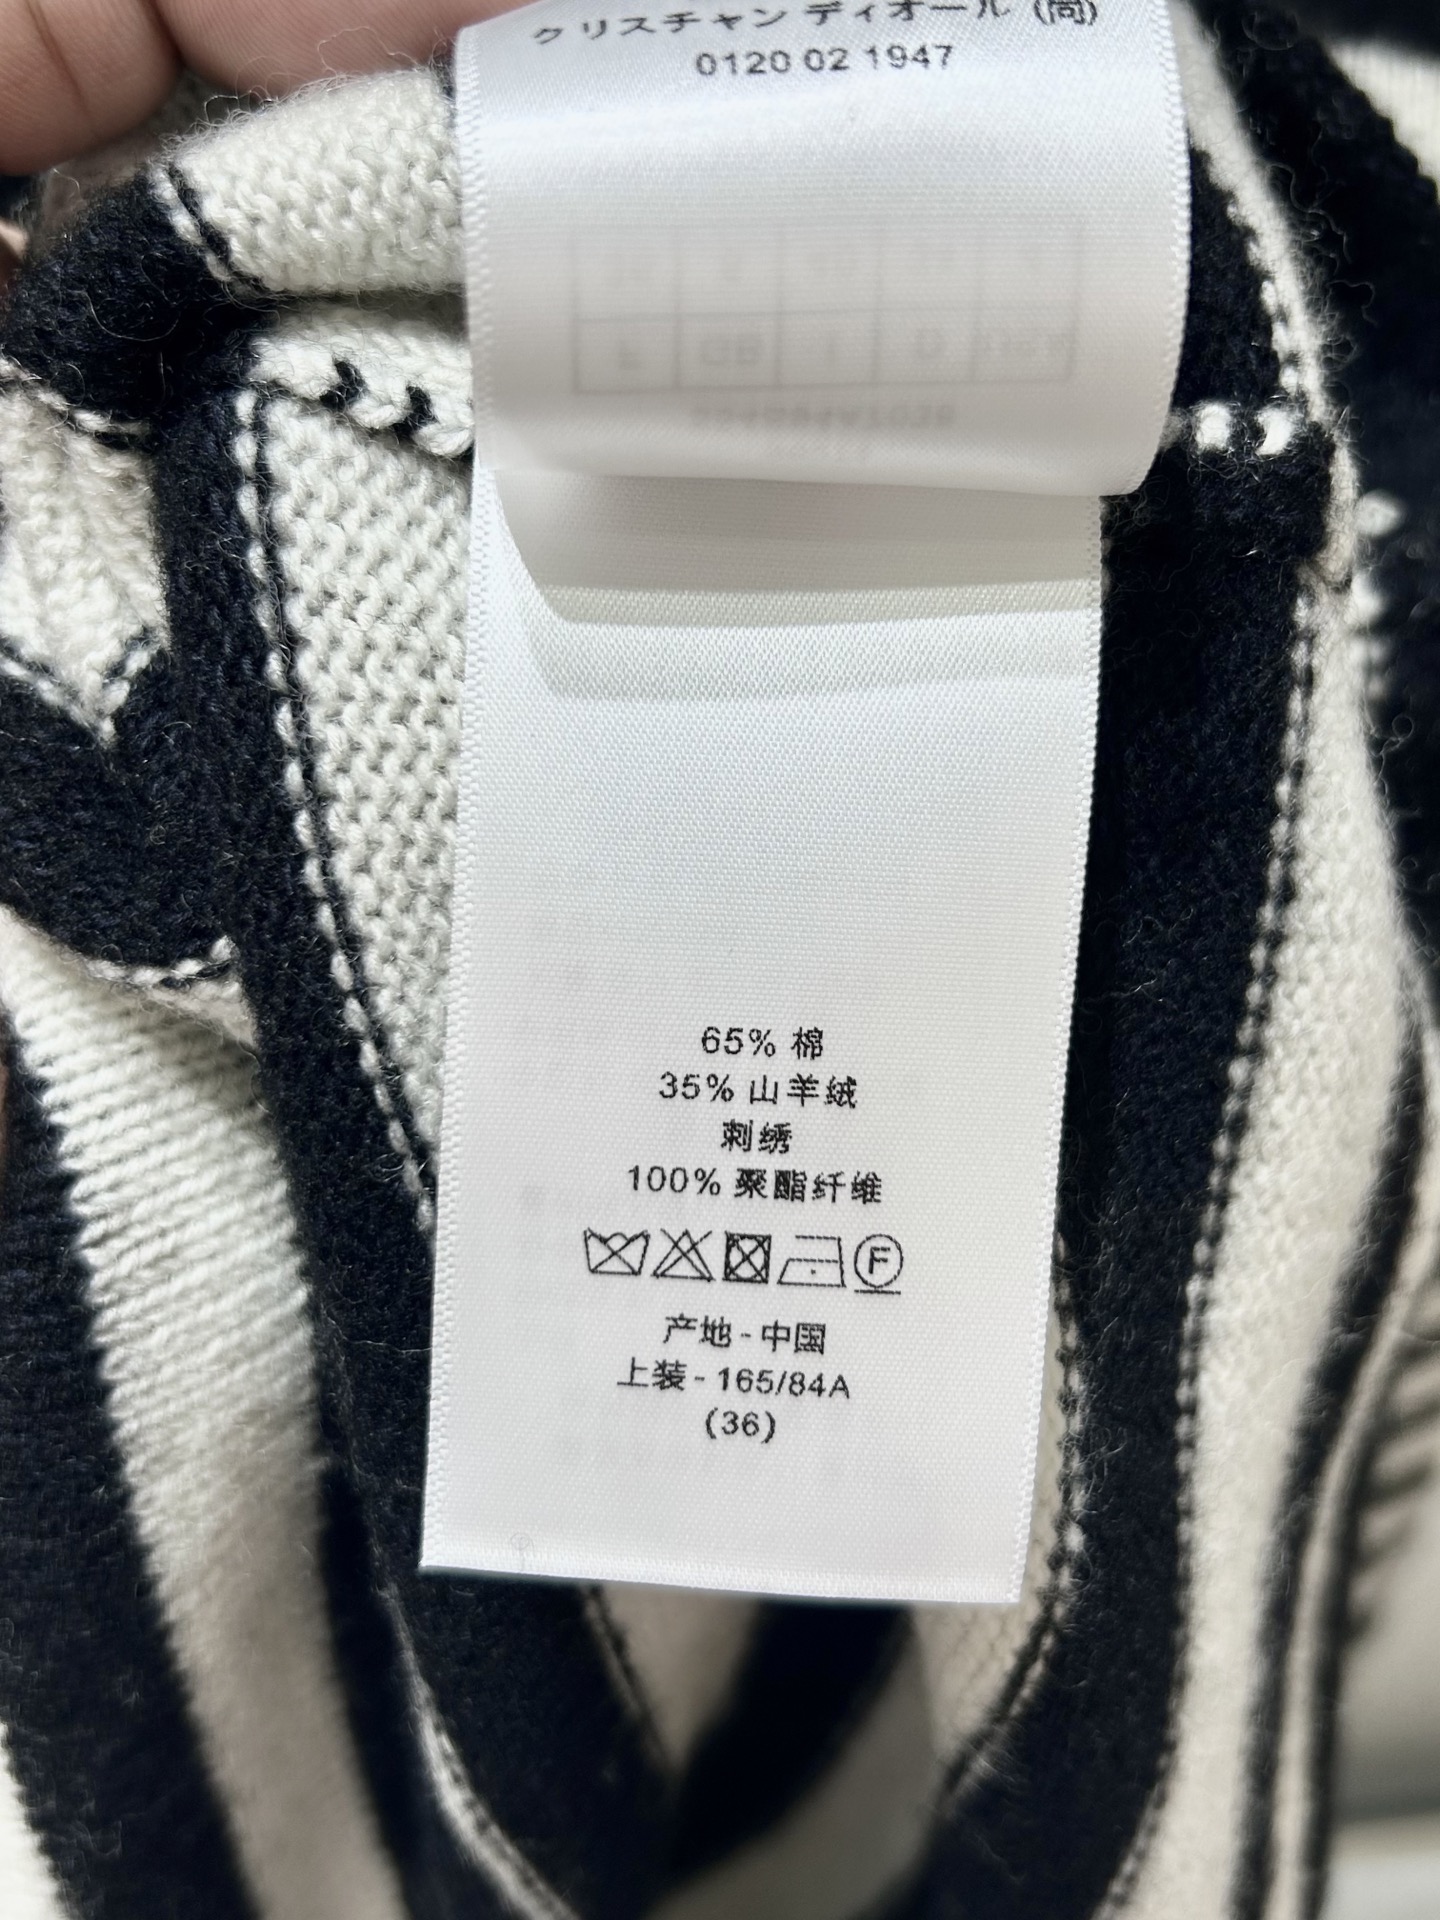 クリスチャン ディオール (同)
0120 02 1947
65% 棉
35% 山羊绒
刺绣
100% 聚酯纤维
F
产地 - 中国
上装 - 165/84A
(36)